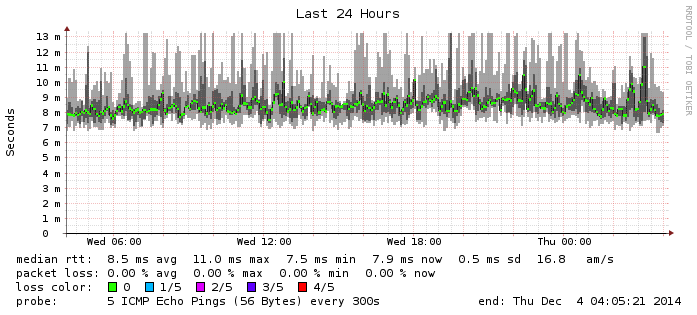 Last 24 Hours
RRDTOOL / TOBI OETIKER
Seconds
13 m
12 m
11 m
10 m
9 m
8 m
7 m
6 m
5 m
4 m
3 m
2 m
1 m
0
Wed 06:00 Wed 12:00 Wed 18:00 Thu 00:00
median rtt: 8.5 ms avg 11.0 ms max 7.5 ms min 7.9 ms now 0.5 ms sd 16.8 am/s
packet loss: 0.00 % avg 0.00 % max 0.00 % min 0.00 % now
loss color: 0 1/5 2/5 3/5 4/5
probe: 5 ICMP Echo Pings (56 Bytes) every 300s end: Thu Dec 4 04:05:21 2014